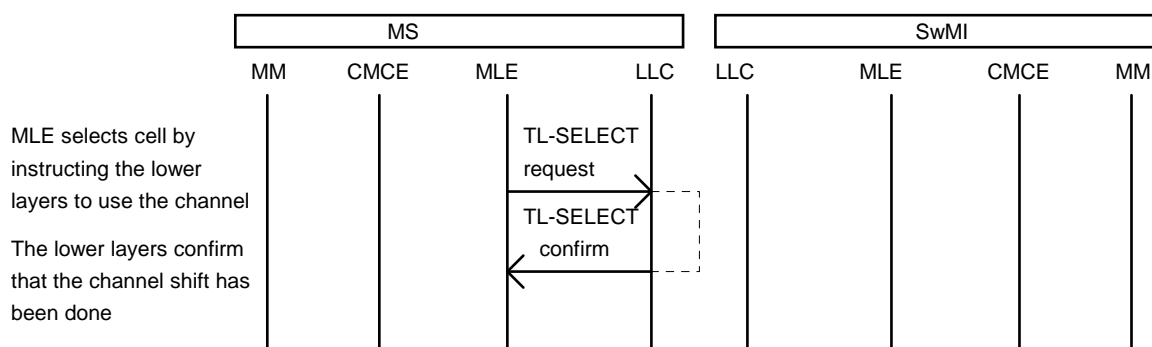 MS SwMI
MM CMCE MLE LLC LLC MLE CMCE MM
MLE selects cell by
instructing the lower
layers to use the channel
TL-SELECT
request
TL-SELECT
confirm
The lower layers confirm
that the channel shift has
been done